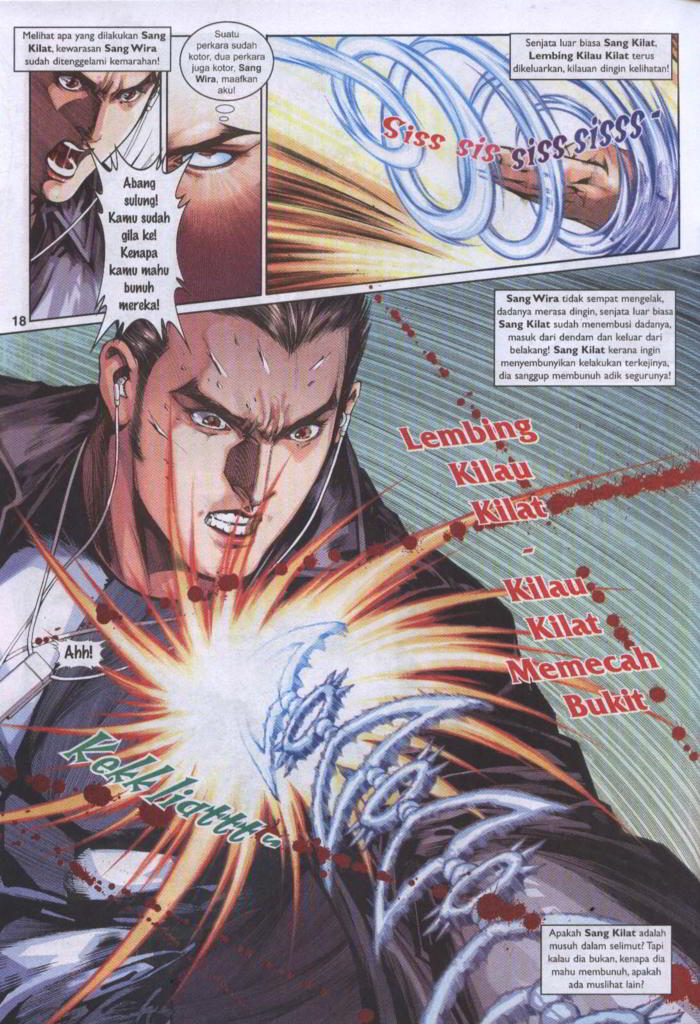 Melihat apa yang dilakukan Sang
Kilat, kewarasan Sang Wira
sudah ditenggelami kemarahan!
Suatu
perkara sudah
kotor, dua perkara
juga kotor, Sang
Wira, maafkan
aku!
Abang
sulung!
Kamu sudah
gila ke!
Kenapa
kamu mahu
bunuh
mereka!
Senjata luar biasa Sang Kilat,
Lembing Kilau Kilat terus
dikeluarkan, kilauan dingin kelihatan!
Siss sis siss sisss -
18
Sang Wira tidak sempat mengelak,
dadanya merasa dingin, senjata luar biasa
Sang Kilat sudah menembusi dadanya,
masuk dari dendam dan keluar dari
belakang! Sang Kilat kerana ingin
menyembunyikan kelakukan terkejinya,
dia sanggup membunuh adik segurunya!
Lembing
Kilau
Kilat
-
Kilau
Kilat
Memecah
Bukit
Ahh!
Kekk liattt ~
Apakah Sang Kilat adalah
musuh dalam selimut? Tapi
kalau dia bukan, kenapa dia
mahu membunuh, apakah
ada muslihat lain?